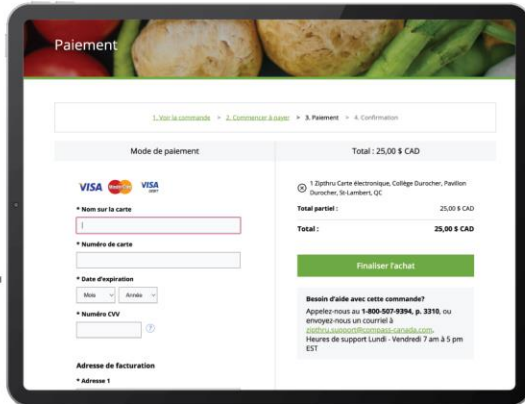 Paiement
1. Voir la commande > 2. Commencer à payer > 3. Paiement > 4. Confirmation
Mode de paiement
Total : 25,00 $ CAD
VISA MasterCard VISA DEBIT
* Nom sur la carte
* Numéro de carte
* Date d'expiration
Mois
Année
* Numéro CVV
?
Adresse de facturation
* Adresse 1
1 Zipthru Carte électronique, Collège Durocher, Pavillon
Durocher, St-Lambert, QC
Total partiel : 25,00 $ CAD
Total : 25,00 $ CAD
Finaliser l'achat
Besoin d'aide avec cette commande?
Appelez-nous au 1-800-507-9394, p. 3310, ou
envoyez-nous un courriel à
zipthru.support@compass-canada.com.
Heures de support Lundi - Vendredi 7 am à 5 pm
EST